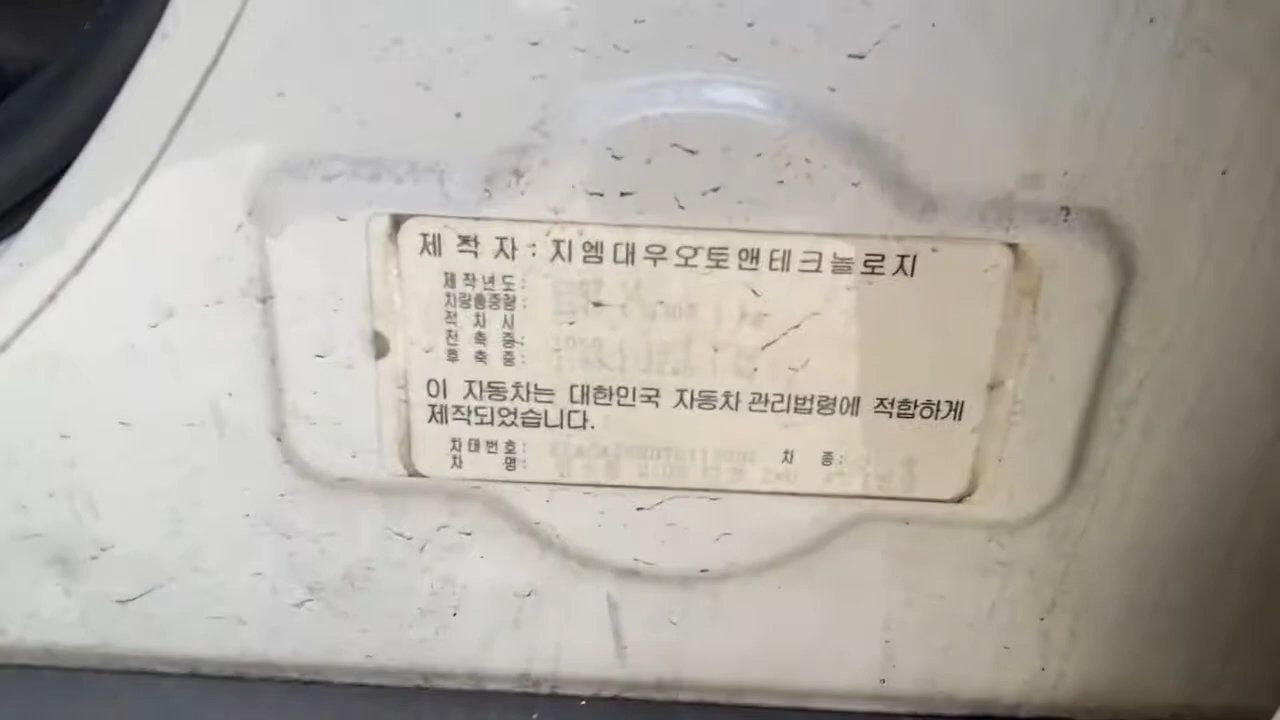 제작자: 지엠대우오토앤테크놀로지
제작년도:
차량총중량:
적 차 시
전 축 중:
후 축 중:
이 자동차는 대한민국 자동차 관리법령에 적합하게
제작되었습니다.
차대번호: 차 종:
차 명: